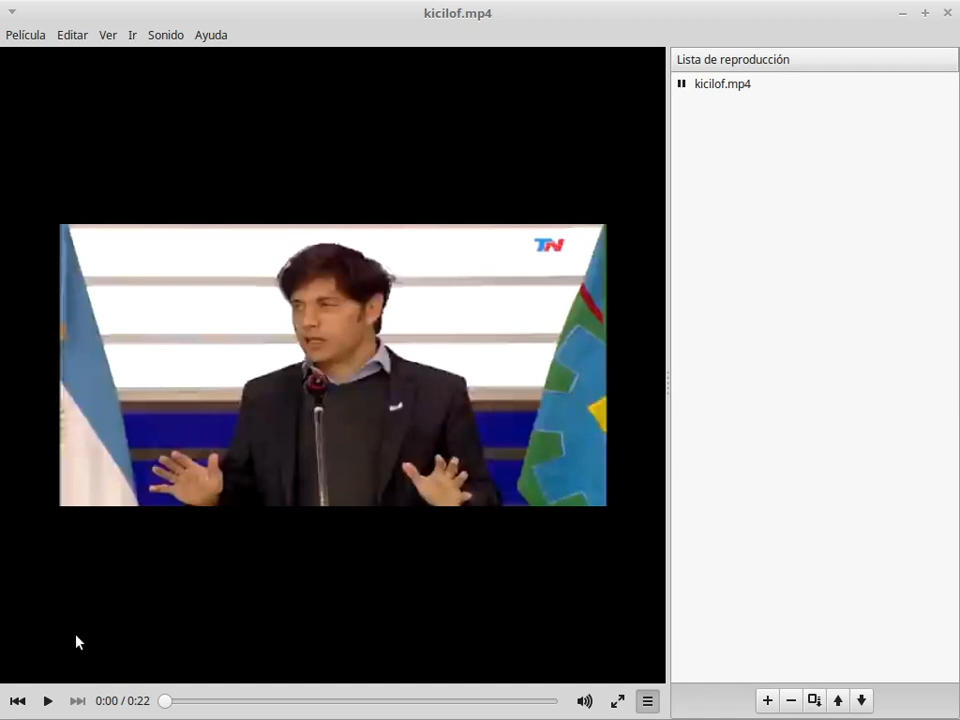 kicilof.mp4
Película Editar Ver Ir Sonido Ayuda
Lista de reproducción
kicilof.mp4
TN
0:00 / 0:22